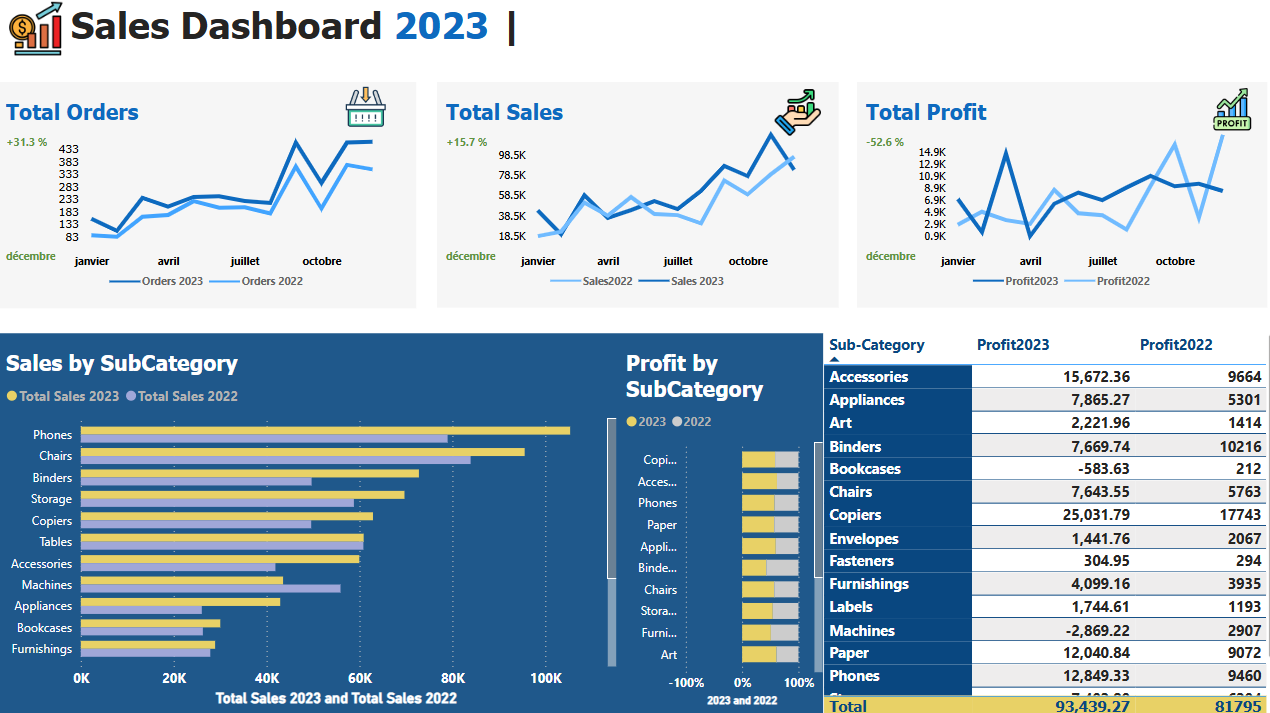 Sales Dashboard 2023 |
Total Orders
+31.3 %
433
383
333
283
233
183
133
83
décembre
janvier avril juillet octobre
Orders 2023 Orders 2022
Total Sales
+15.7 %
98.5K
78.5K
58.5K
38.5K
18.5K
décembre
janvier avril juillet octobre
Sales2022 Sales 2023
Total Profit
PROFIT
-52.6 %
14.9K
12.9K
10.9K
8.9K
6.9K
4.9K
2.9K
0.9K
décembre
janvier avril juillet octobre
Profit2023 Profit2022
Sales by SubCategory
Total Sales 2023 Total Sales 2022
Phones
Chairs
Binders
Storage
Copiers
Tables
Accessories
Machines
Appliances
Bookcases
Furnishings
0K 20K 40K 60K 80K 100K
Total Sales 2023 and Total Sales 2022
Profit by
SubCategory
2023 2022
Copi...
Acces...
Phones
Paper
Appli...
Binde...
Chairs
Stora...
Furni...
Art
-100% 0% 100%
2023 and 2022
Sub-Category Profit2023 Profit2022
Accessories 15,672.36 9664
Appliances 7,865.27 5301
Art 2,221.96 1414
Binders 7,669.74 10216
Bookcases -583.63 212
Chairs 7,643.55 5763
Copiers 25,031.79 17743
Envelopes 1,441.76 2067
Fasteners 304.95 294
Furnishings 4,099.16 3935
Labels 1,744.61 1193
Machines -2,869.22 2907
Paper 12,040.84 9072
Phones 12,849.33 9460
Total 93,439.27 81795